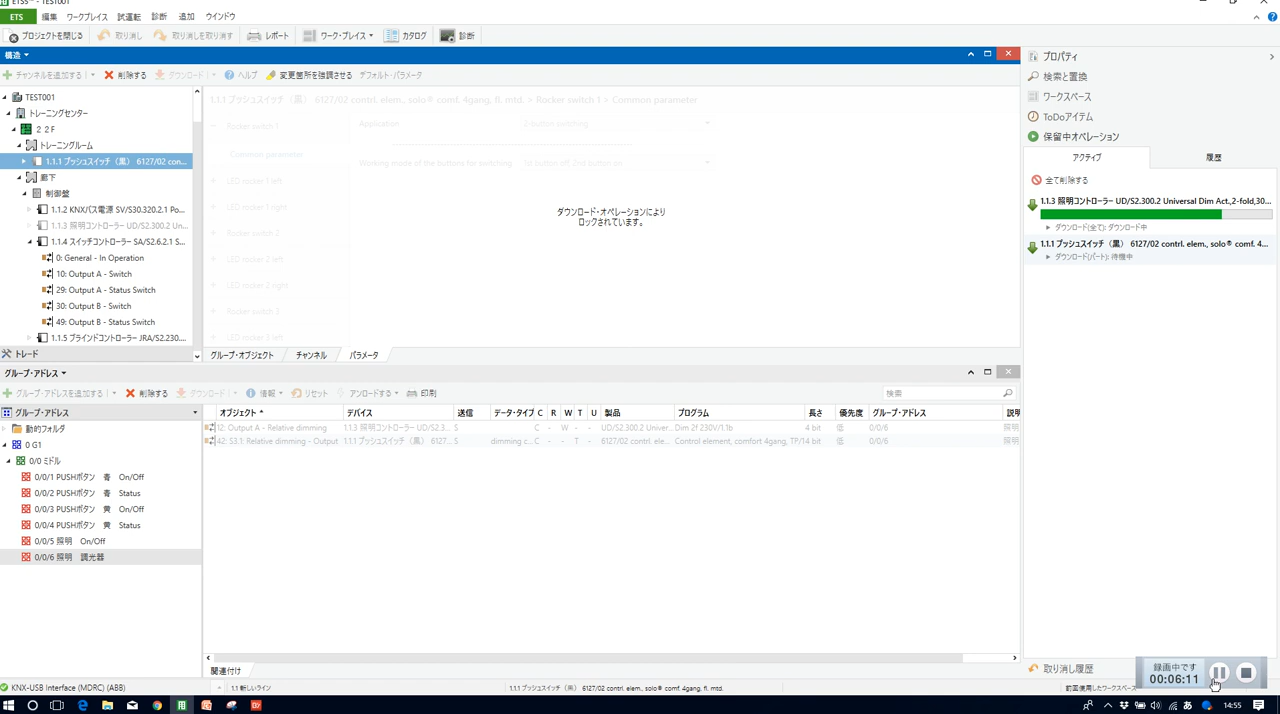 ETS5™ - TEST001
ETS 編集 ワークプレイス 試運転 診断 追加 ウインドウ
プロジェクトを閉じる 取り消し 取り消しを取り消す レポート ワーク・プレイス カタログ 診断
構造
チャンネルを追加する 削除する ダウンロード ヘルプ 変更箇所を強調させる デフォルト・パラメータ
TEST001
トレーニングセンター
２２F
トレーニングルーム
1.1.1 プッシュスイッチ（黒） 6127/02 con...
廊下
制御盤
1.1.2 KNXバス電源 SV/S30.320.2.1 Po...
1.1.3 照明コントローラー UD/S2.300.2 Un...
1.1.4 スイッチコントローラー SA/S2.6.2.1 S...
0: General - In Operation
10: Output A - Switch
29: Output A - Status Switch
30: Output B - Switch
49: Output B - Status Switch
1.1.5 ブラインドコントローラー JRA/S2.230....
トレード
1.1.1 プッシュスイッチ（黒） 6127/02 contrl. elem., solo® comf. 4gang, fl. mtd. > Rocker switch 1 > Common parameter
Rocker switch 1
Common parameter
LED rocker 1 left
LED rocker 1 right
Rocker switch 2
LED rocker 2 left
LED rocker 2 right
Rocker switch 3
LED rocker 3 left
Application 2-button switching
Working mode of the buttons for switching 1st button off, 2nd button on
ダウンロード・オペレーションにより
ロックされています。
グループ・オブジェクト チャンネル パラメータ
グループ・アドレス
グループ・アドレスを追加する 削除する ダウンロード 情報 リセット アンロードする 印刷 検索
グループ・アドレス
動的フォルダ
0 G1
0/0 ミドル
0/0/1 PUSHボタン 青 On/Off
0/0/2 PUSHボタン 青 Status
0/0/3 PUSHボタン 黄 On/Off
0/0/4 PUSHボタン 黄 Status
0/0/5 照明 On/Off
0/0/6 照明 調光器
オブジェクト デバイス 送信 データ・タイプ C R W T U 製品 プログラム 長さ 優先度 グループ・アドレス 説明
12: Output A - Relative dimming 1.1.3 照明コントローラー UD/S2.3... S C - W - - UD/S2.300.2 Univer... Dim 2f 230V/1.1b 4 bit 低 0/0/6 照明
42: S3.1: Relative dimming - Output 1.1.1 プッシュスイッチ（黒） 6127... S dimming c... C - - T - 6127/02 contrl. ele... Control element, comfort 4gang, TP/1 4 bit 低 0/0/6 照明
関連付け
プロパティ
検索と置換
ワークスペース
ToDoアイテム
保留中オペレーション
アクティブ 履歴
全て削除する
1.1.3 照明コントローラー UD/S2.300.2 Universal Dim Act.,2-fold,30...
ダウンロード(全て): ダウンロード中
1.1.1 プッシュスイッチ（黒） 6127/02 contrl. elem., solo® comf. 4...
ダウンロード(パート): 待機中
取り消し履歴
録画中です
00:06:11
KNX-USB Interface (MDRC) (ABB) 1.1 新しいライン 1.1.1 プッシュスイッチ（黒） 6127/02 contrl. elem., solo® comf. 4gang, fl. mtd. 前回使用したワークスペース
あ 14:55